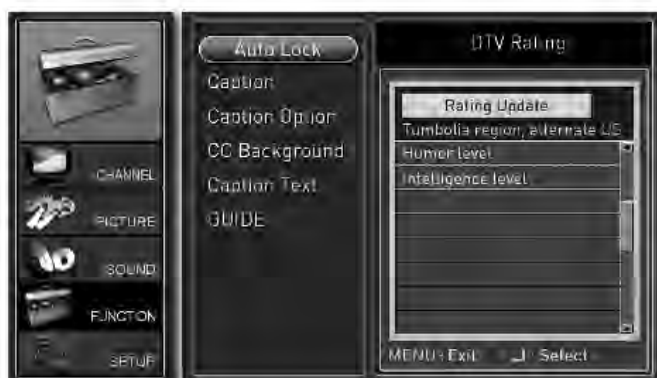 CHANNEL
PICTURE
SOUND
FUNCTION
SETUP
Auto Lock
Caption
Caption Option
CC Background
Caption Text
GUIDE
DTV Rating
Rating Update
Tumbolia region, alternate US
Humor level
Intelligence level
MENU: Exit Select